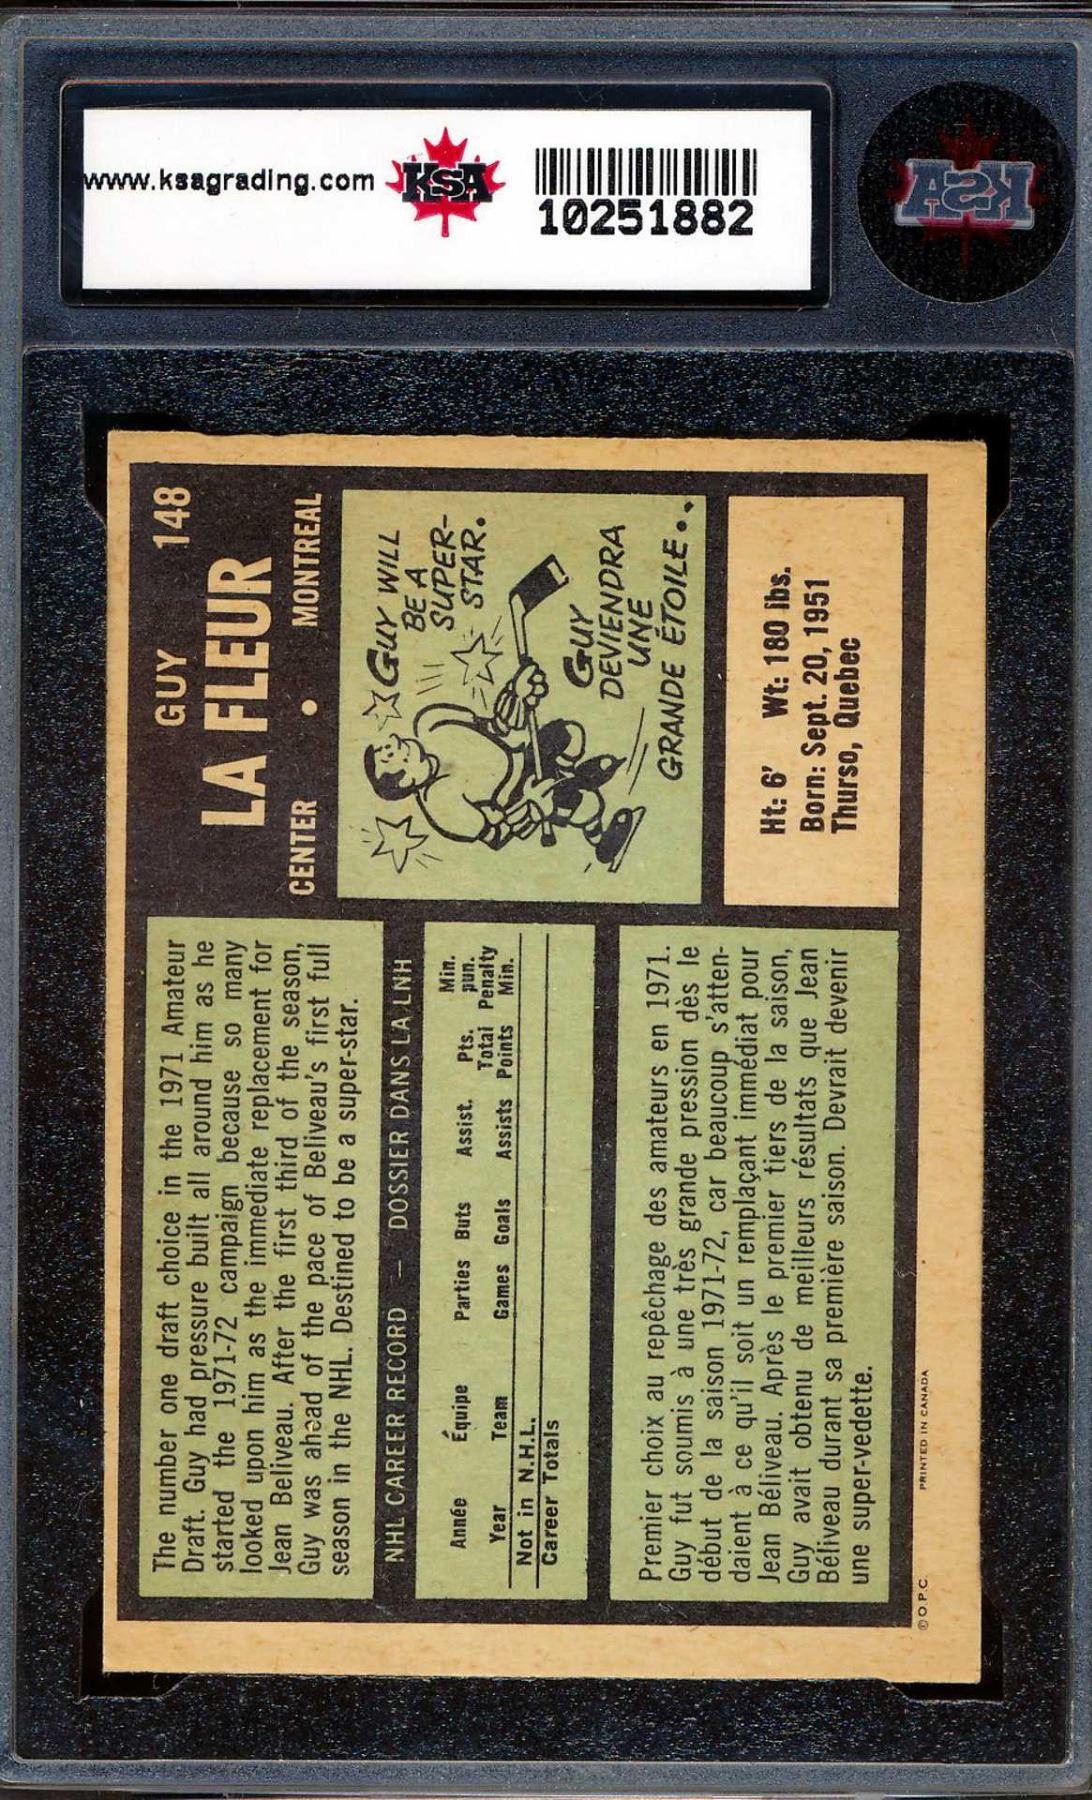 www.ksagrading.com
KSA
10251882
KSA
GUY 148
LA FLEUR
CENTER • MONTREAL
The number one draft choice in the 1971 Amateur
Draft. Guy had pressure built all around him as he
started the 1971-72 campaign because so many
looked upon him as the immediate replacement for
Jean Beliveau. After the first third of the season,
Guy was ahead of the pace of Beliveau's first full
season in the NHL. Destined to be a super-star.
GUY WILL
BE A
SUPER-
STAR.
GUY
DEVIENDRA
UNE
GRANDE ÉTOILE..
NHL CAREER RECORD — DOSSIER DANS LA LNH
Année Équipe Parties Buts Assist. Pts. Min. pun.
Year Team Games Goals Assists Total Points Penalty Min.
Not in N.H.L.
Career Totals
Ht: 6' Wt: 180 lbs.
Born: Sept. 20, 1951
Thurso, Quebec
Premier choix au repêchage des amateurs en 1971.
Guy fut soumis à une très grande pression dès le
début de la saison 1971-72, car beaucoup s'atten-
daient à ce qu'il soit un remplaçant immédiat pour
Jean Béliveau. Après le premier tiers de la saison,
Guy avait obtenu de meilleurs résultats que Jean
Béliveau durant sa première saison. Devrait devenir
une super-vedette.
© O.P.C. PRINTED IN CANADA